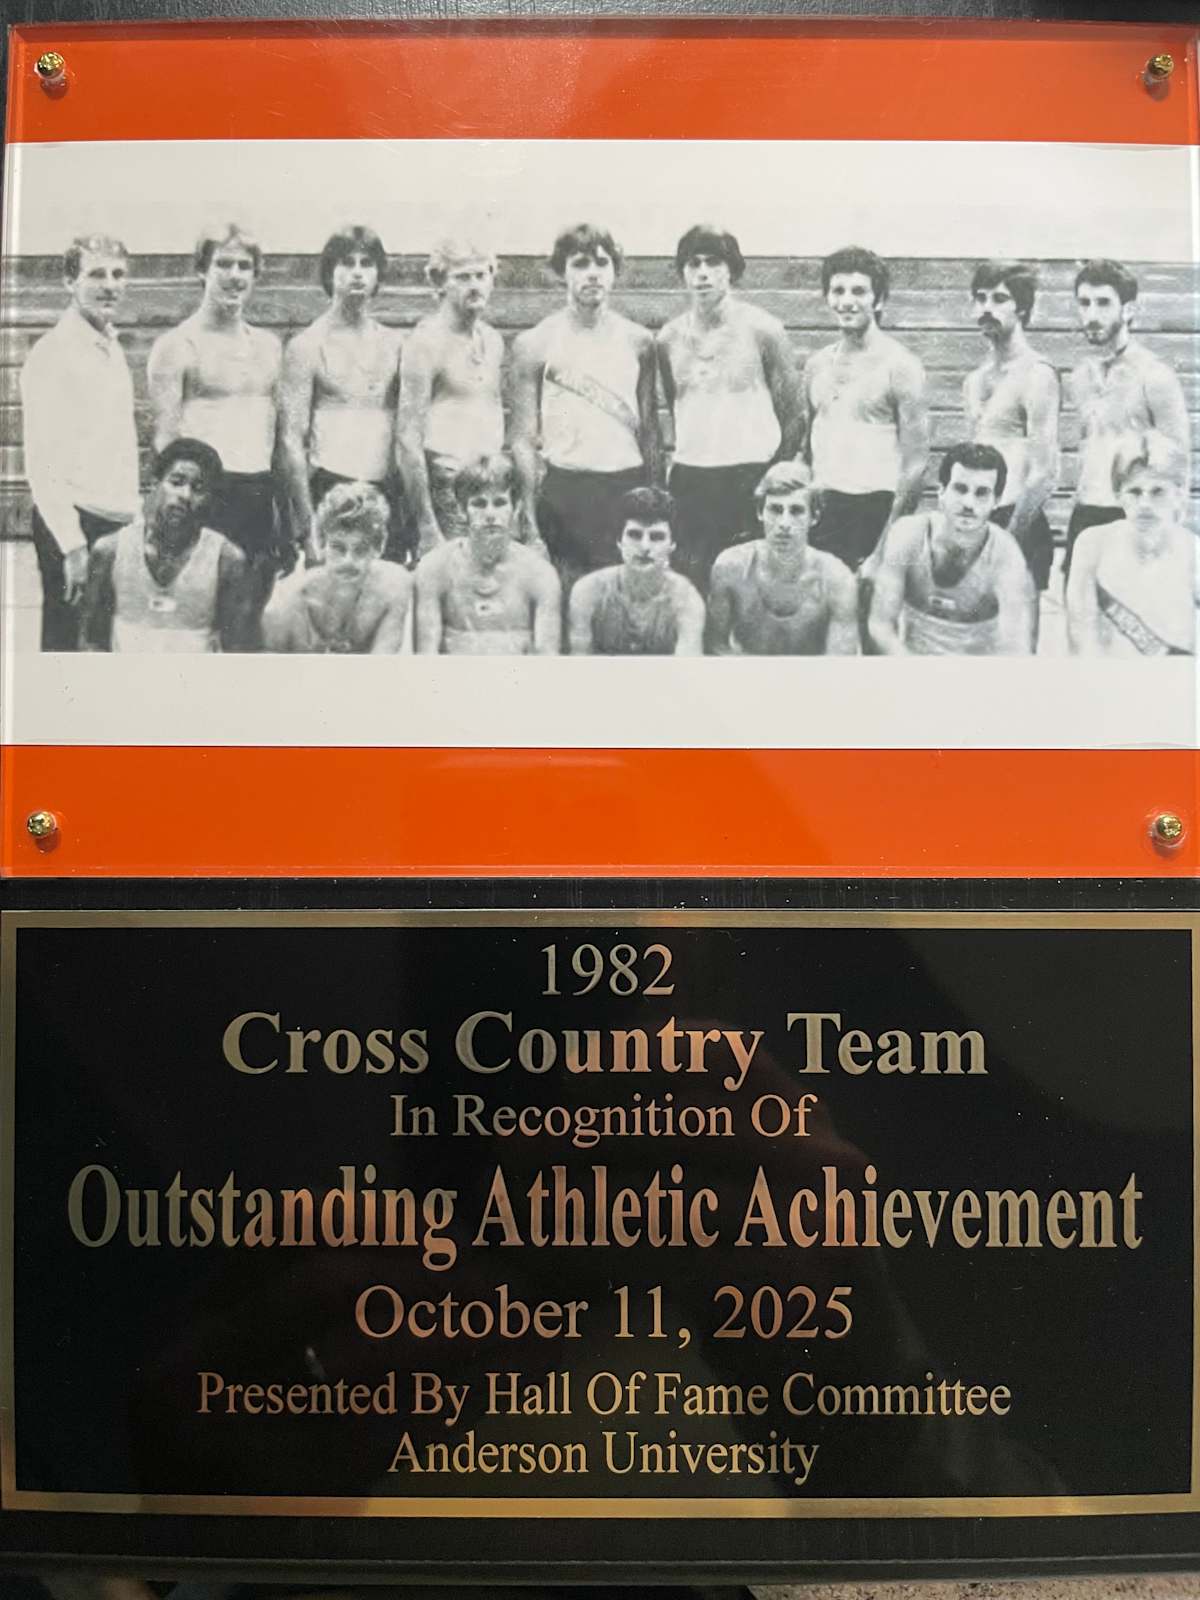 1982
Cross Country Team
In Recognition Of
Outstanding Athletic Achievement
October 11, 2025
Presented By Hall Of Fame Committee
Anderson University